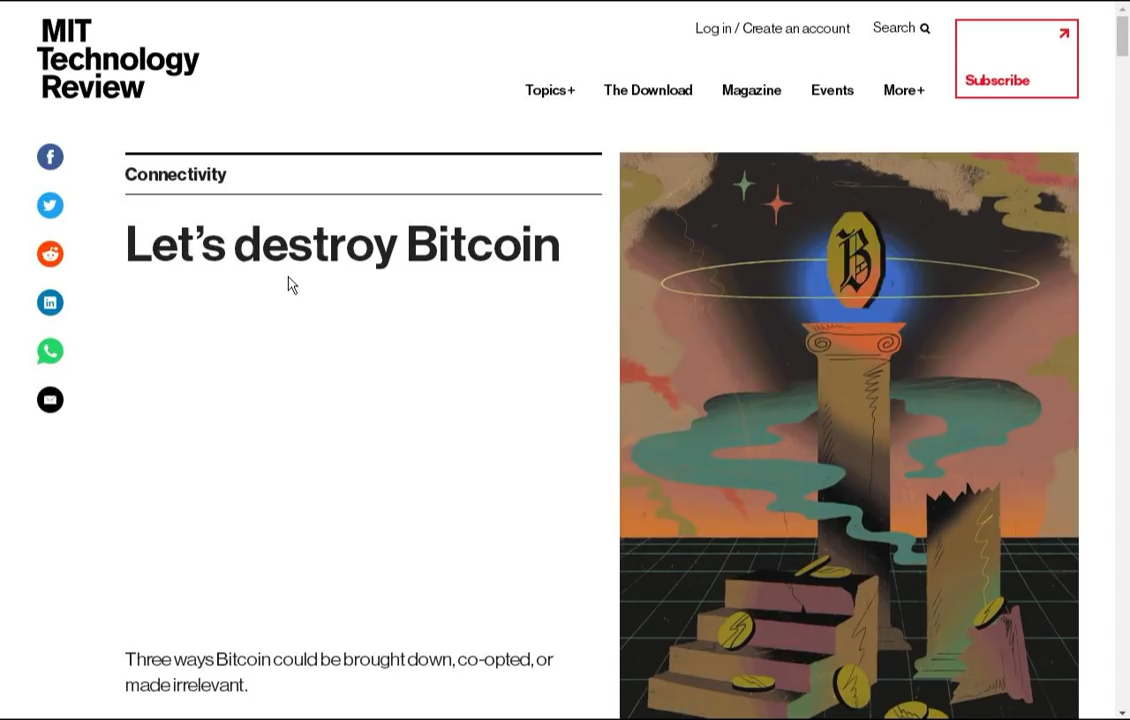 MIT
Technology
Review
Log in / Create an account
Search
Subscribe
Topics+
The Download
Magazine
Events
More+
Connectivity
Let’s destroy Bitcoin
B
Three ways Bitcoin could be brought down, co-opted, or
made irrelevant.